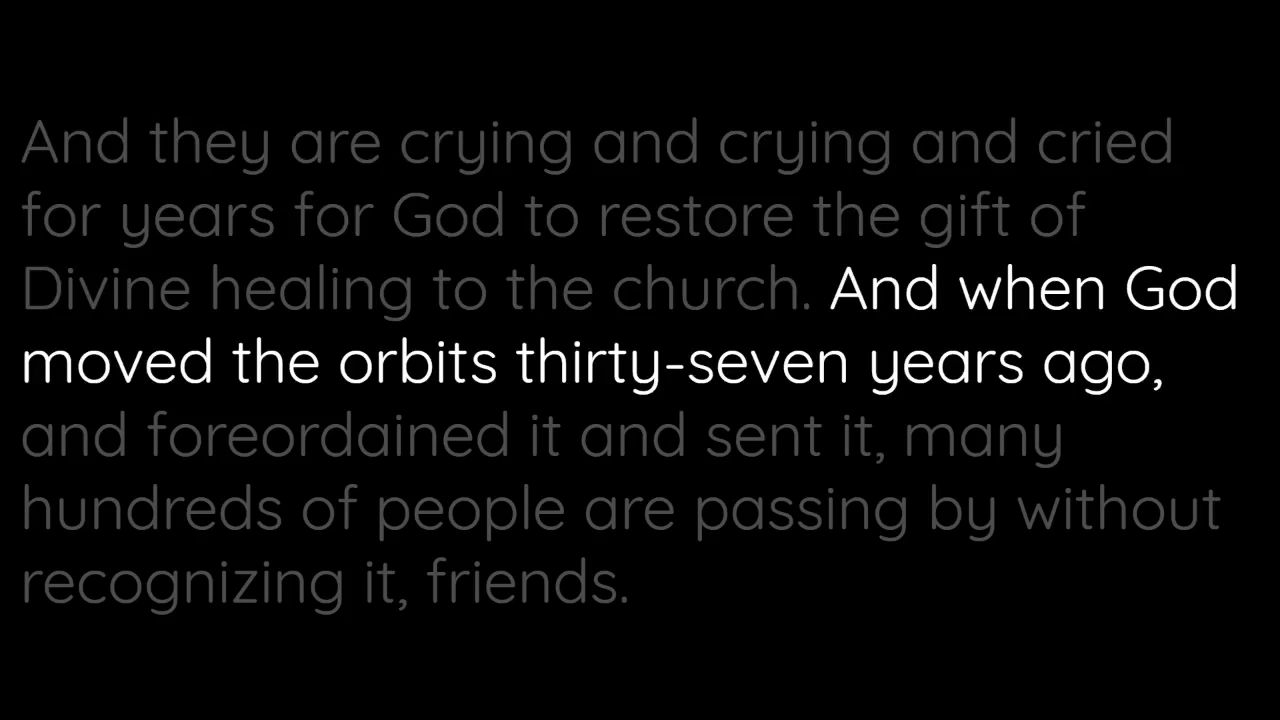 And they are crying and crying and cried
for years for God to restore the gift of
Divine healing to the church. And when God
moved the orbits thirty-seven years ago,
and foreordained it and sent it, many
hundreds of people are passing by without
recognizing it, friends.